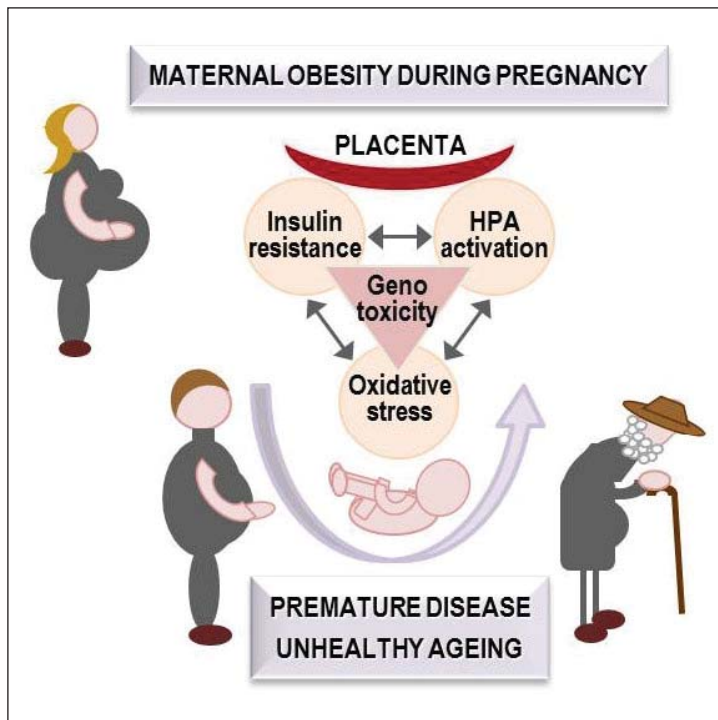 MATERNAL OBESITY DURING PREGNANCY
PLACENTA
Insulin
resistance
HPA
activation
Geno
toxicity
Oxidative
stress
PREMATURE DISEASE
UNHEALTHY AGEING